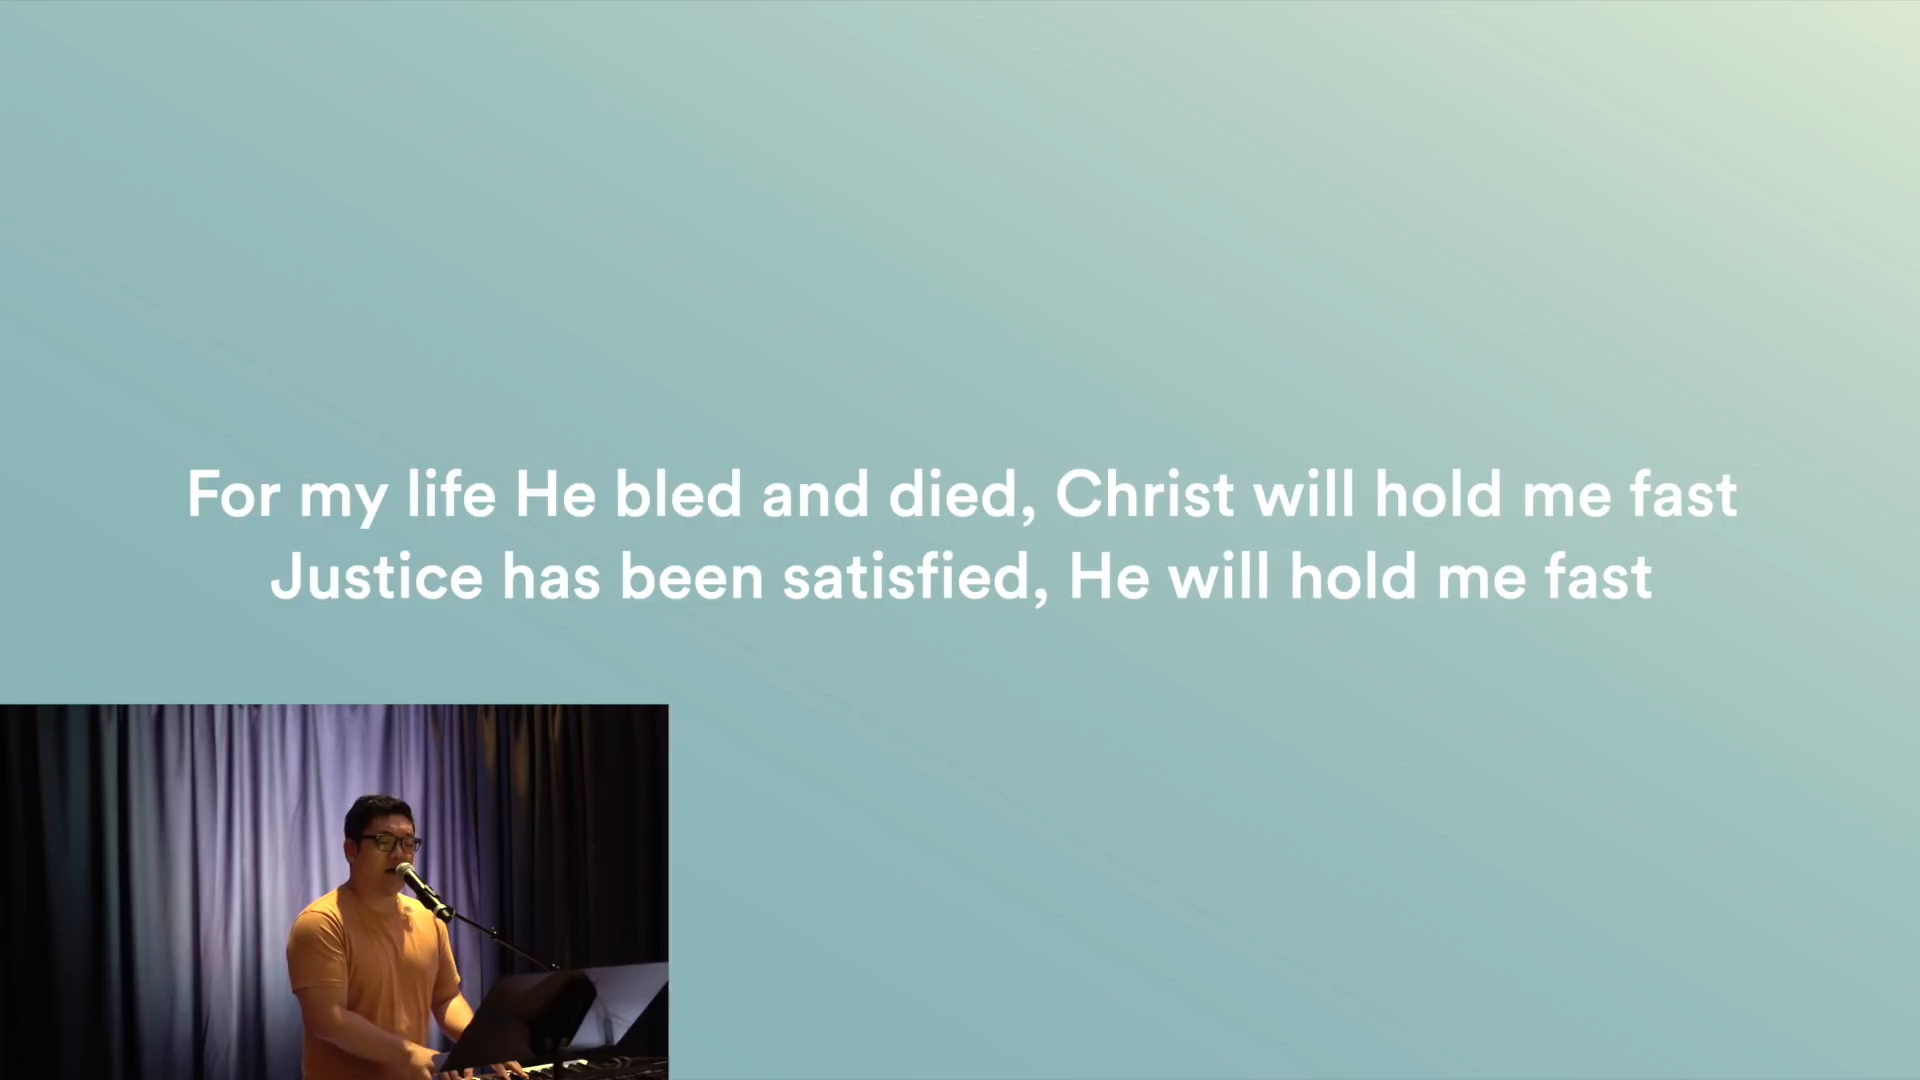 For my life He bled and died, Christ will hold me fast
Justice has been satisfied, He will hold me fast